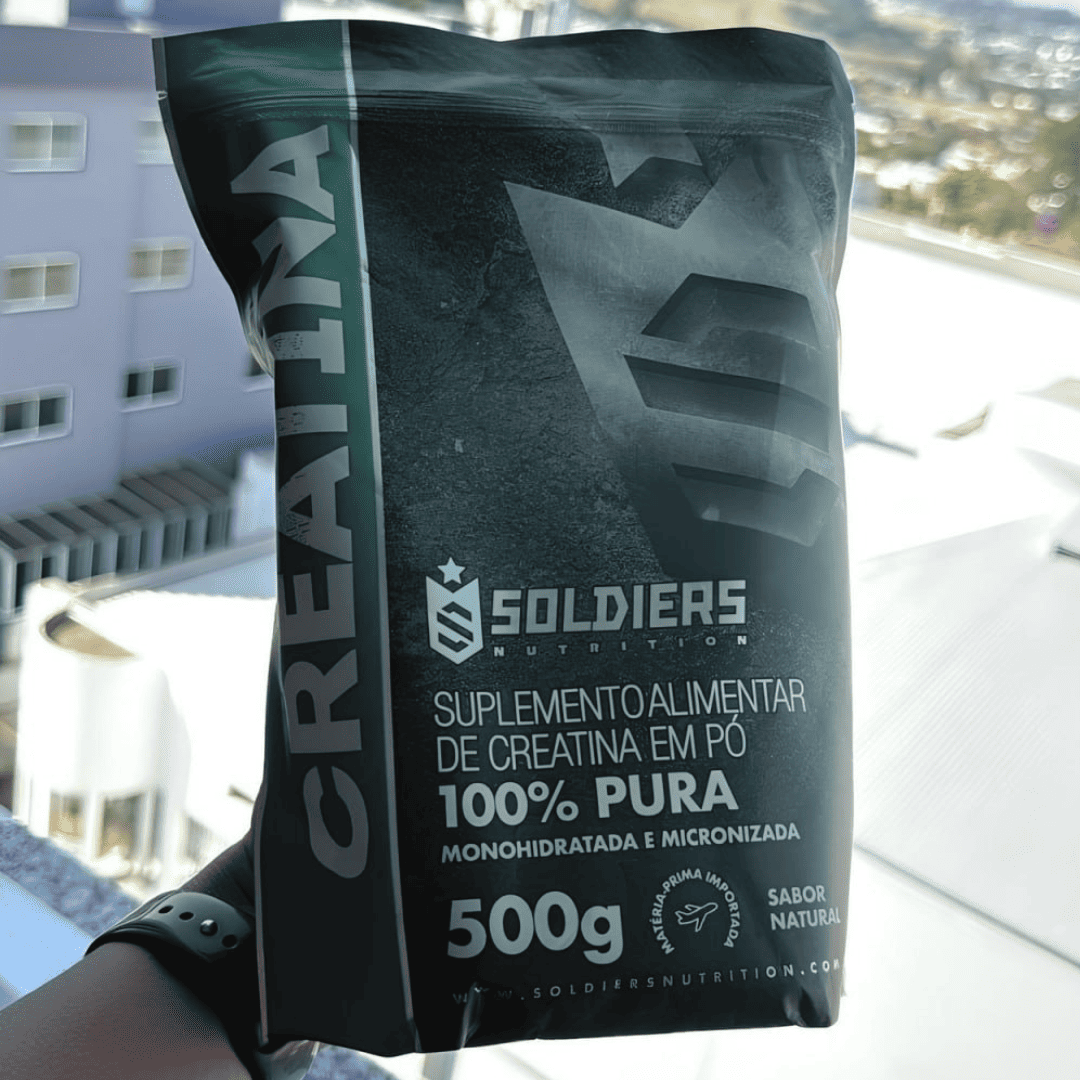 CREATINA
SOLDIERS
NUTRITION
SUPLEMENTO ALIMENTAR
DE CREATINA EM PÓ
100% PURA
MONOHIDRATADA E MICRONIZADA
500g
MATÉRIA-PRIMA IMPORTADA
SABOR
NATURAL
WWW.SOLDIERSNUTRITION.COM